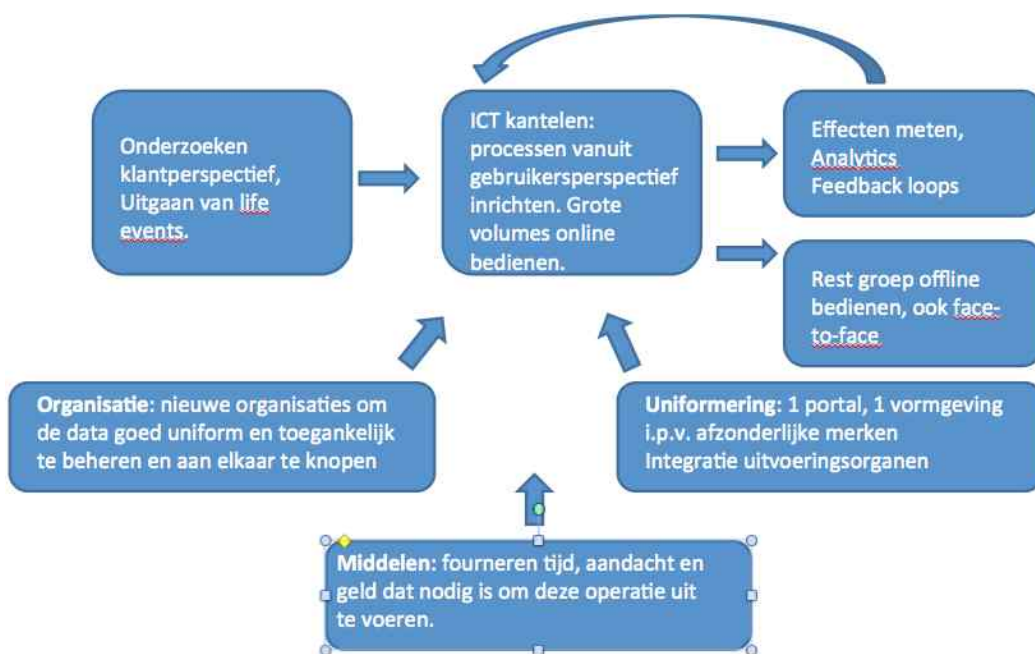 Onderzoeken
klantperspectief,
Uitgaan van life
events.
ICT kantelen:
processen vanuit
gebruikersperspectief
inrichten. Grote
volumes online
bedienen.
Effecten meten,
Analytics
Feedback loops
Rest groep offline
bedienen, ook face-
to-face
Organisatie: nieuwe organisaties om
de data goed uniform en toegankelijk
te beheren en aan elkaar te knopen
Uniformering: 1 portal, 1 vormgeving
i.p.v. afzonderlijke merken
Integratie uitvoeringsorganen
Middelen: fourneren tijd, aandacht en
geld dat nodig is om deze operatie uit
te voeren.